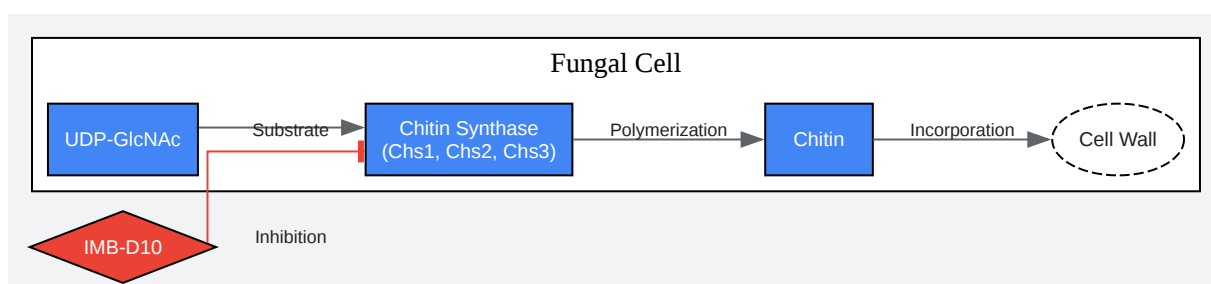 Fungal Cell
UDP-GlcNAc
Substrate
Chitin Synthase
(Chs1, Chs2, Chs3)
Polymerization
Chitin
Incorporation
Cell Wall
IMB-D10
Inhibition